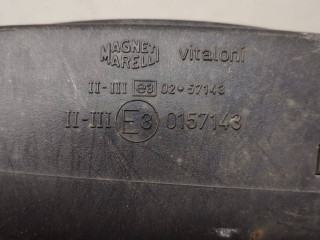 MAGNETI MARELLI vitaloni
II-III e3 02•57143
II-III E3 0157143